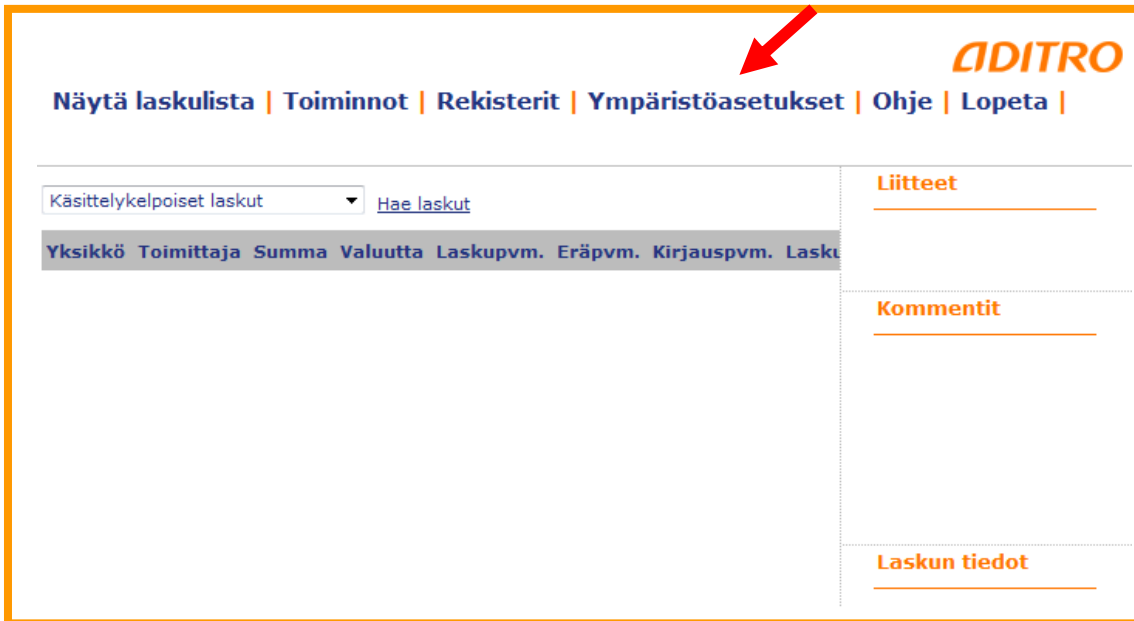 ADITRO
Näytä laskulista | Toiminnot | Rekisterit | Ympäristöasetukset | Ohje | Lopeta |
Käsittelykelpoiset laskut Hae laskut
Yksikkö Toimittaja Summa Valuutta Laskupvm. Eräpvm. Kirjauspvm. Lasku
Liitteet
Kommentit
Laskun tiedot